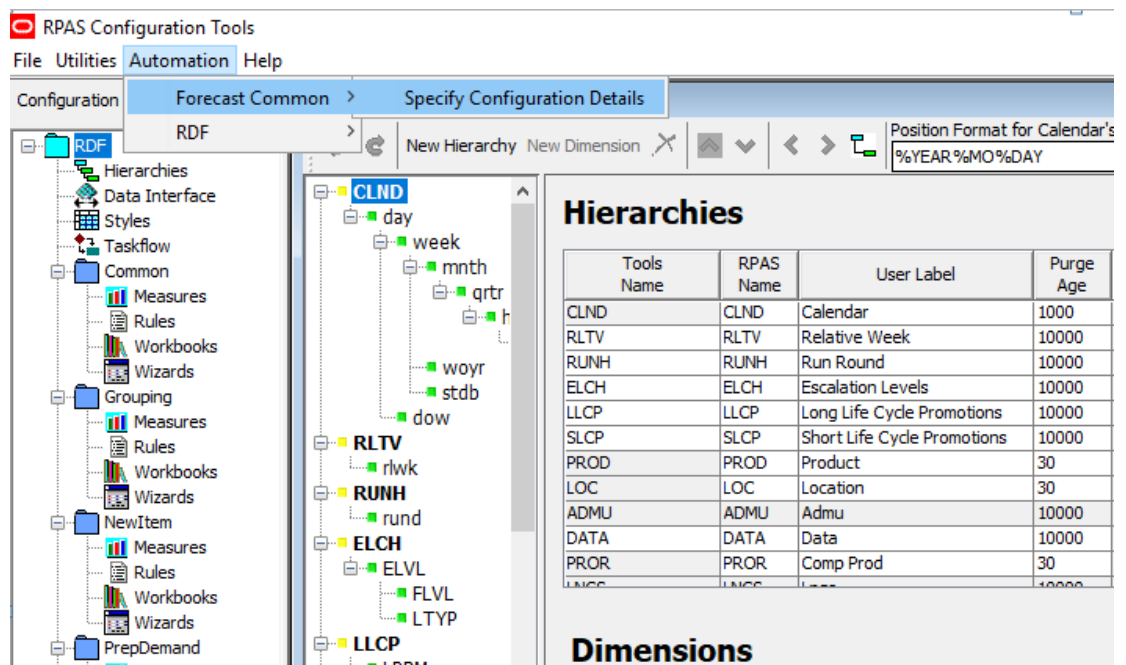 RPAS Configuration Tools
File Utilities Automation Help
Forecast Common >
RDF >
Specify Configuration Details
Configuration
RDF
Hierarchies
Data Interface
Styles
Taskflow
Common
Measures
Rules
Workbooks
Wizards
Grouping
Measures
Rules
Workbooks
Wizards
NewItem
Measures
Rules
Workbooks
Wizards
PrepDemand
New Hierarchy New Dimension
Position Format for Calendar's
%YEAR%MO%DAY
CLND
day
week
mnth
qrtr
woyr
stdb
dow
RLTV
rlwk
RUNH
rund
ELCH
ELVL
FLVL
LTYP
LLCP
Hierarchies
Tools Name RPAS Name User Label Purge Age
CLND CLND Calendar 1000
RLTV RLTV Relative Week 10000
RUNH RUNH Run Round 10000
ELCH ELCH Escalation Levels 10000
LLCP LLCP Long Life Cycle Promotions 10000
SLCP SLCP Short Life Cycle Promotions 10000
PROD PROD Product 30
LOC LOC Location 30
ADMU ADMU Admu 10000
DATA DATA Data 10000
PROR PROR Comp Prod 30
Dimensions